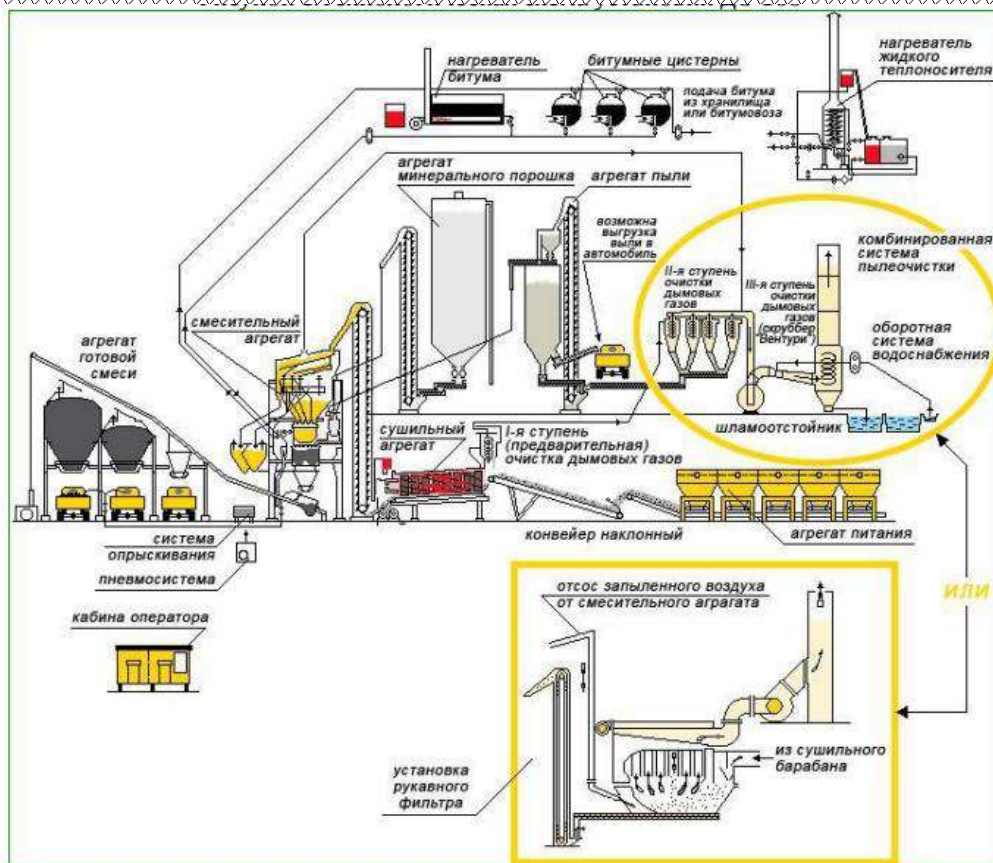 нагреватель
битума
битумные цистерны
подача битума
из хранилища
или битумовоза
нагреватель
жидкого
теплоносителя
агрегат
минерального порошка
агрегат пыли
возможна
выгрузка
выли в
автомобиль
II-я ступень
очистки
дымовых
газов
III-я ступень
очистки
дымовых
газов
(скруббер
"Вентури")
комбинированная
система
пылеочистки
оборотная
система
водоснабжения
смесительный
агрегат
агрегат
готовой
смеси
сушильный
агрегат
I-я ступень
(предварительная)
очистка дымовых газов
шламоотстойник
система
опрыскивания
пневмосистема
конвейер наклонный
агрегат питания
кабина оператора
или
отсос запыленного воздуха
от смесительного аграгата
из сушильного
барабана
установка
рукавного
фильтра